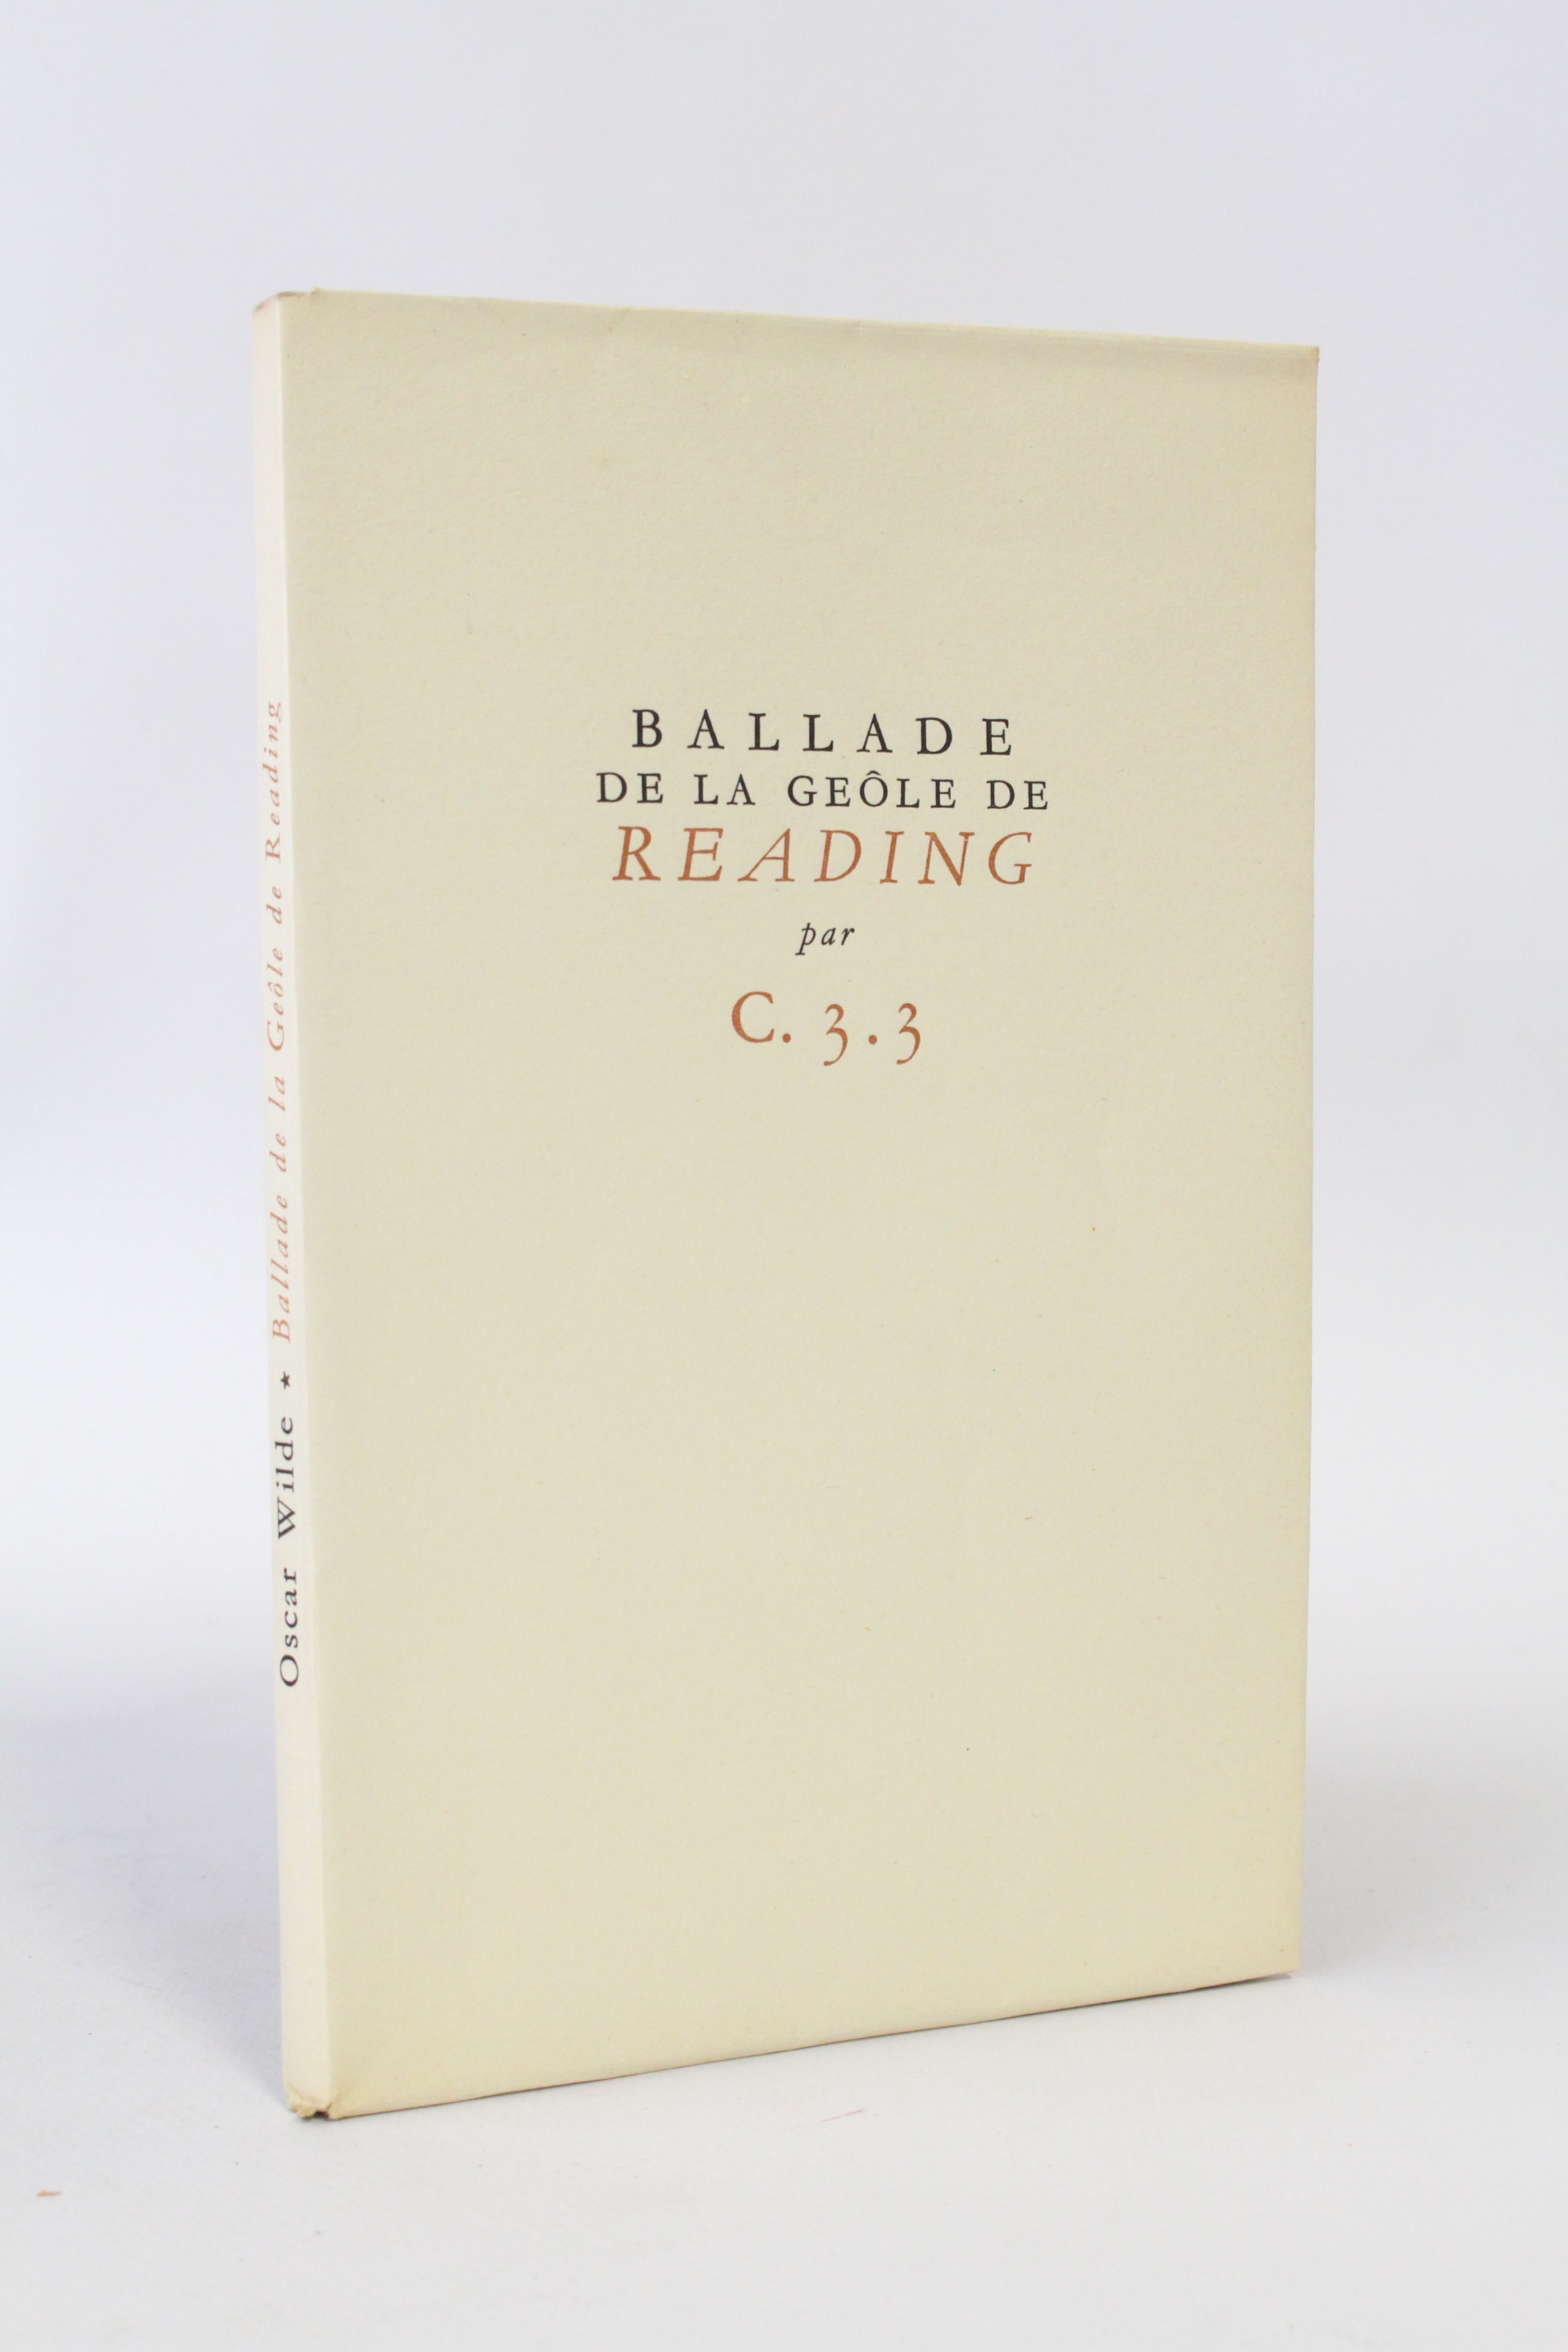 BALLADE
DE LA GEÔLE DE
READING
par
C. 3.3
Oscar Wilde ★ Ballade de la Geôle de Reading